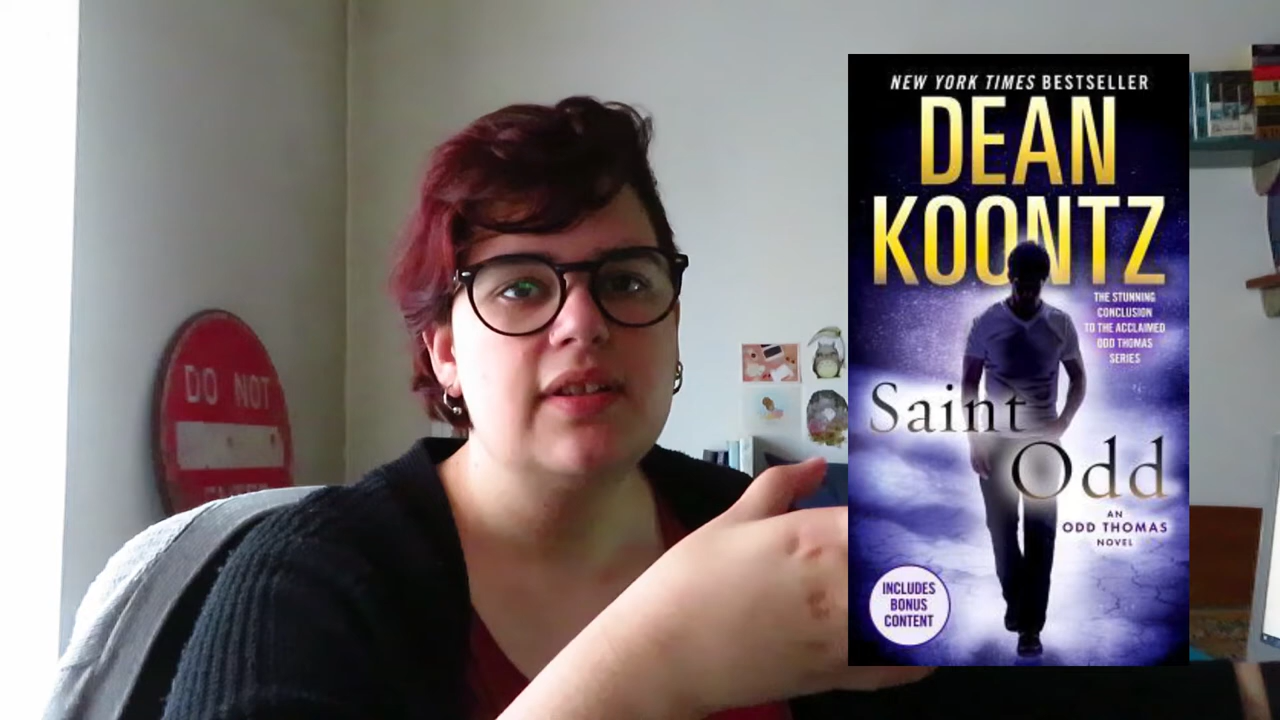 DO NOT
ENTER
NEW YORK TIMES BESTSELLER
DEAN
KOONTZ
THE STUNNING
CONCLUSION
TO THE ACCLAIMED
ODD THOMAS
SERIES
Saint
Odd
AN
ODD THOMAS
NOVEL
INCLUDES
BONUS
CONTENT